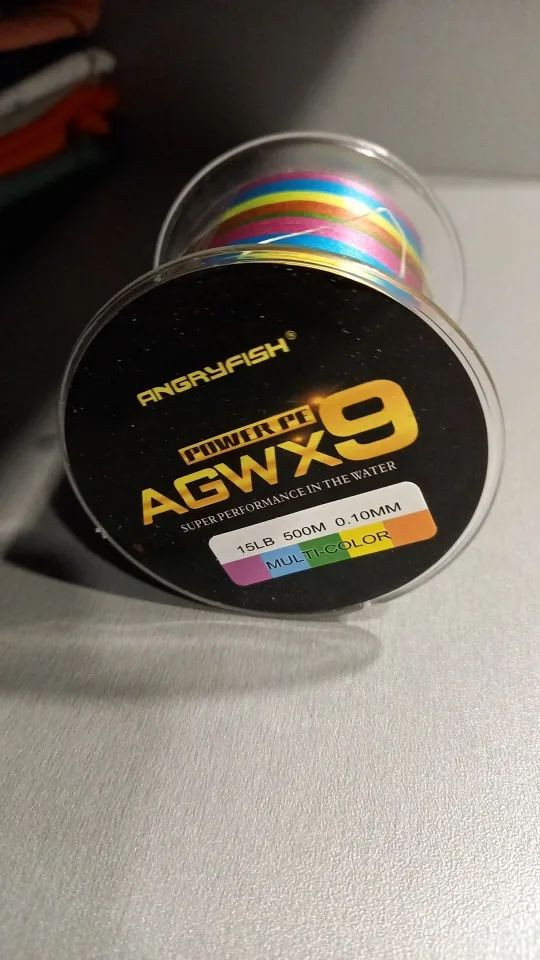 ANGRYFISH®
POWER PE
AGWX9
SUPER PERFORMANCE IN THE WATER
15LB 500M 0.10MM
MULTI-COLOR